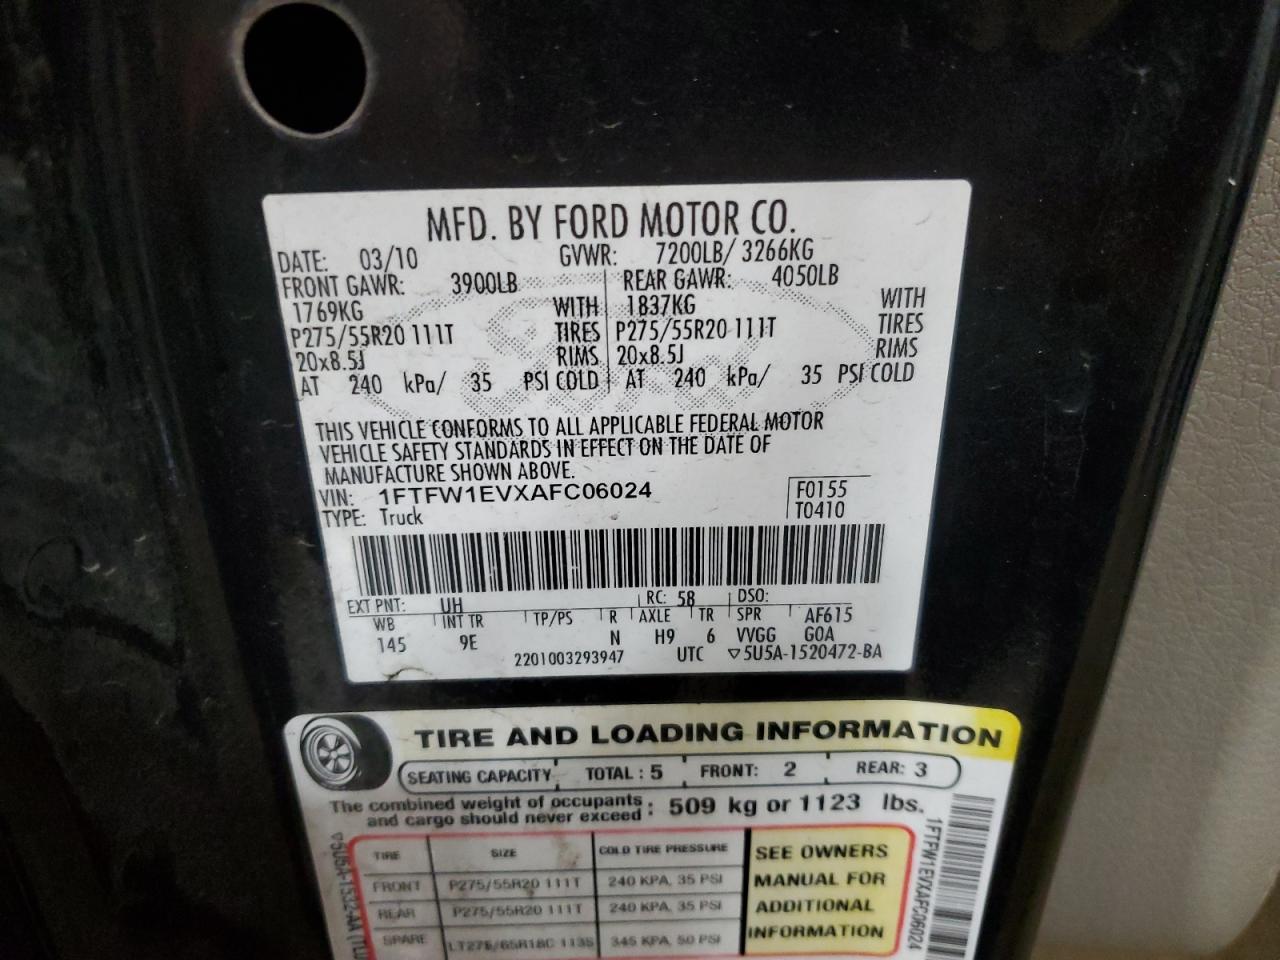 MFD. BY FORD MOTOR CO.
DATE: 03/10 GVWR: 7200LB/ 3266KG
FRONT GAWR: 3900LB REAR GAWR: 4050LB
1769KG WITH 1837KG WITH
P275/55R20 111T TIRES P275/55R20 111T TIRES
20x8.5J RIMS 20x8.5J RIMS
AT 240 kPa/ 35 PSI COLD AT 240 kPa/ 35 PSI COLD
THIS VEHICLE CONFORMS TO ALL APPLICABLE FEDERAL MOTOR
VEHICLE SAFETY STANDARDS IN EFFECT ON THE DATE OF
MANUFACTURE SHOWN ABOVE.
VIN: 1FTFW1EVXAFC06024 F0155
TYPE: Truck T0410
EXT PNT: UH RC: 58 DSO:
WB INT TR TP/PS R AXLE TR SPR AF615
145 9E N H9 6 VVGG GOA
2201003293947 UTC ▽5U5A-1520472-BA
TIRE AND LOADING INFORMATION
SEATING CAPACITY TOTAL : 5 FRONT: 2 REAR: 3
The combined weight of occupants
and cargo should never exceed : 509 kg or 1123 lbs.
TIRE SIZE COLD TIRE PRESSURE SEE OWNERS
FRONT P275/55R20 111T 240 KPA, 35 PSI MANUAL FOR
REAR P275/55R20 111T 240 KPA, 35 PSI ADDITIONAL
SPARE 345 KPA, 50 PSI INFORMATION
1FTFW1EVXAFC06024